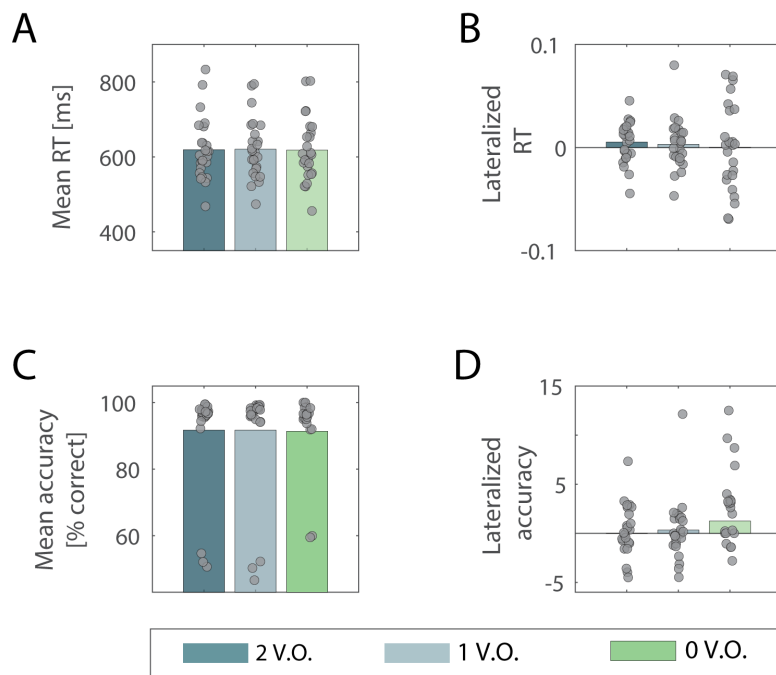 A
Mean RT [ms]
800
600
400
B
Lateralized
RT
0.1
0
-0.1
C
Mean accuracy
[% correct]
100
90
60
D
Lateralized
accuracy
15
5
-5
2 V.O.
1 V.O.
0 V.O.